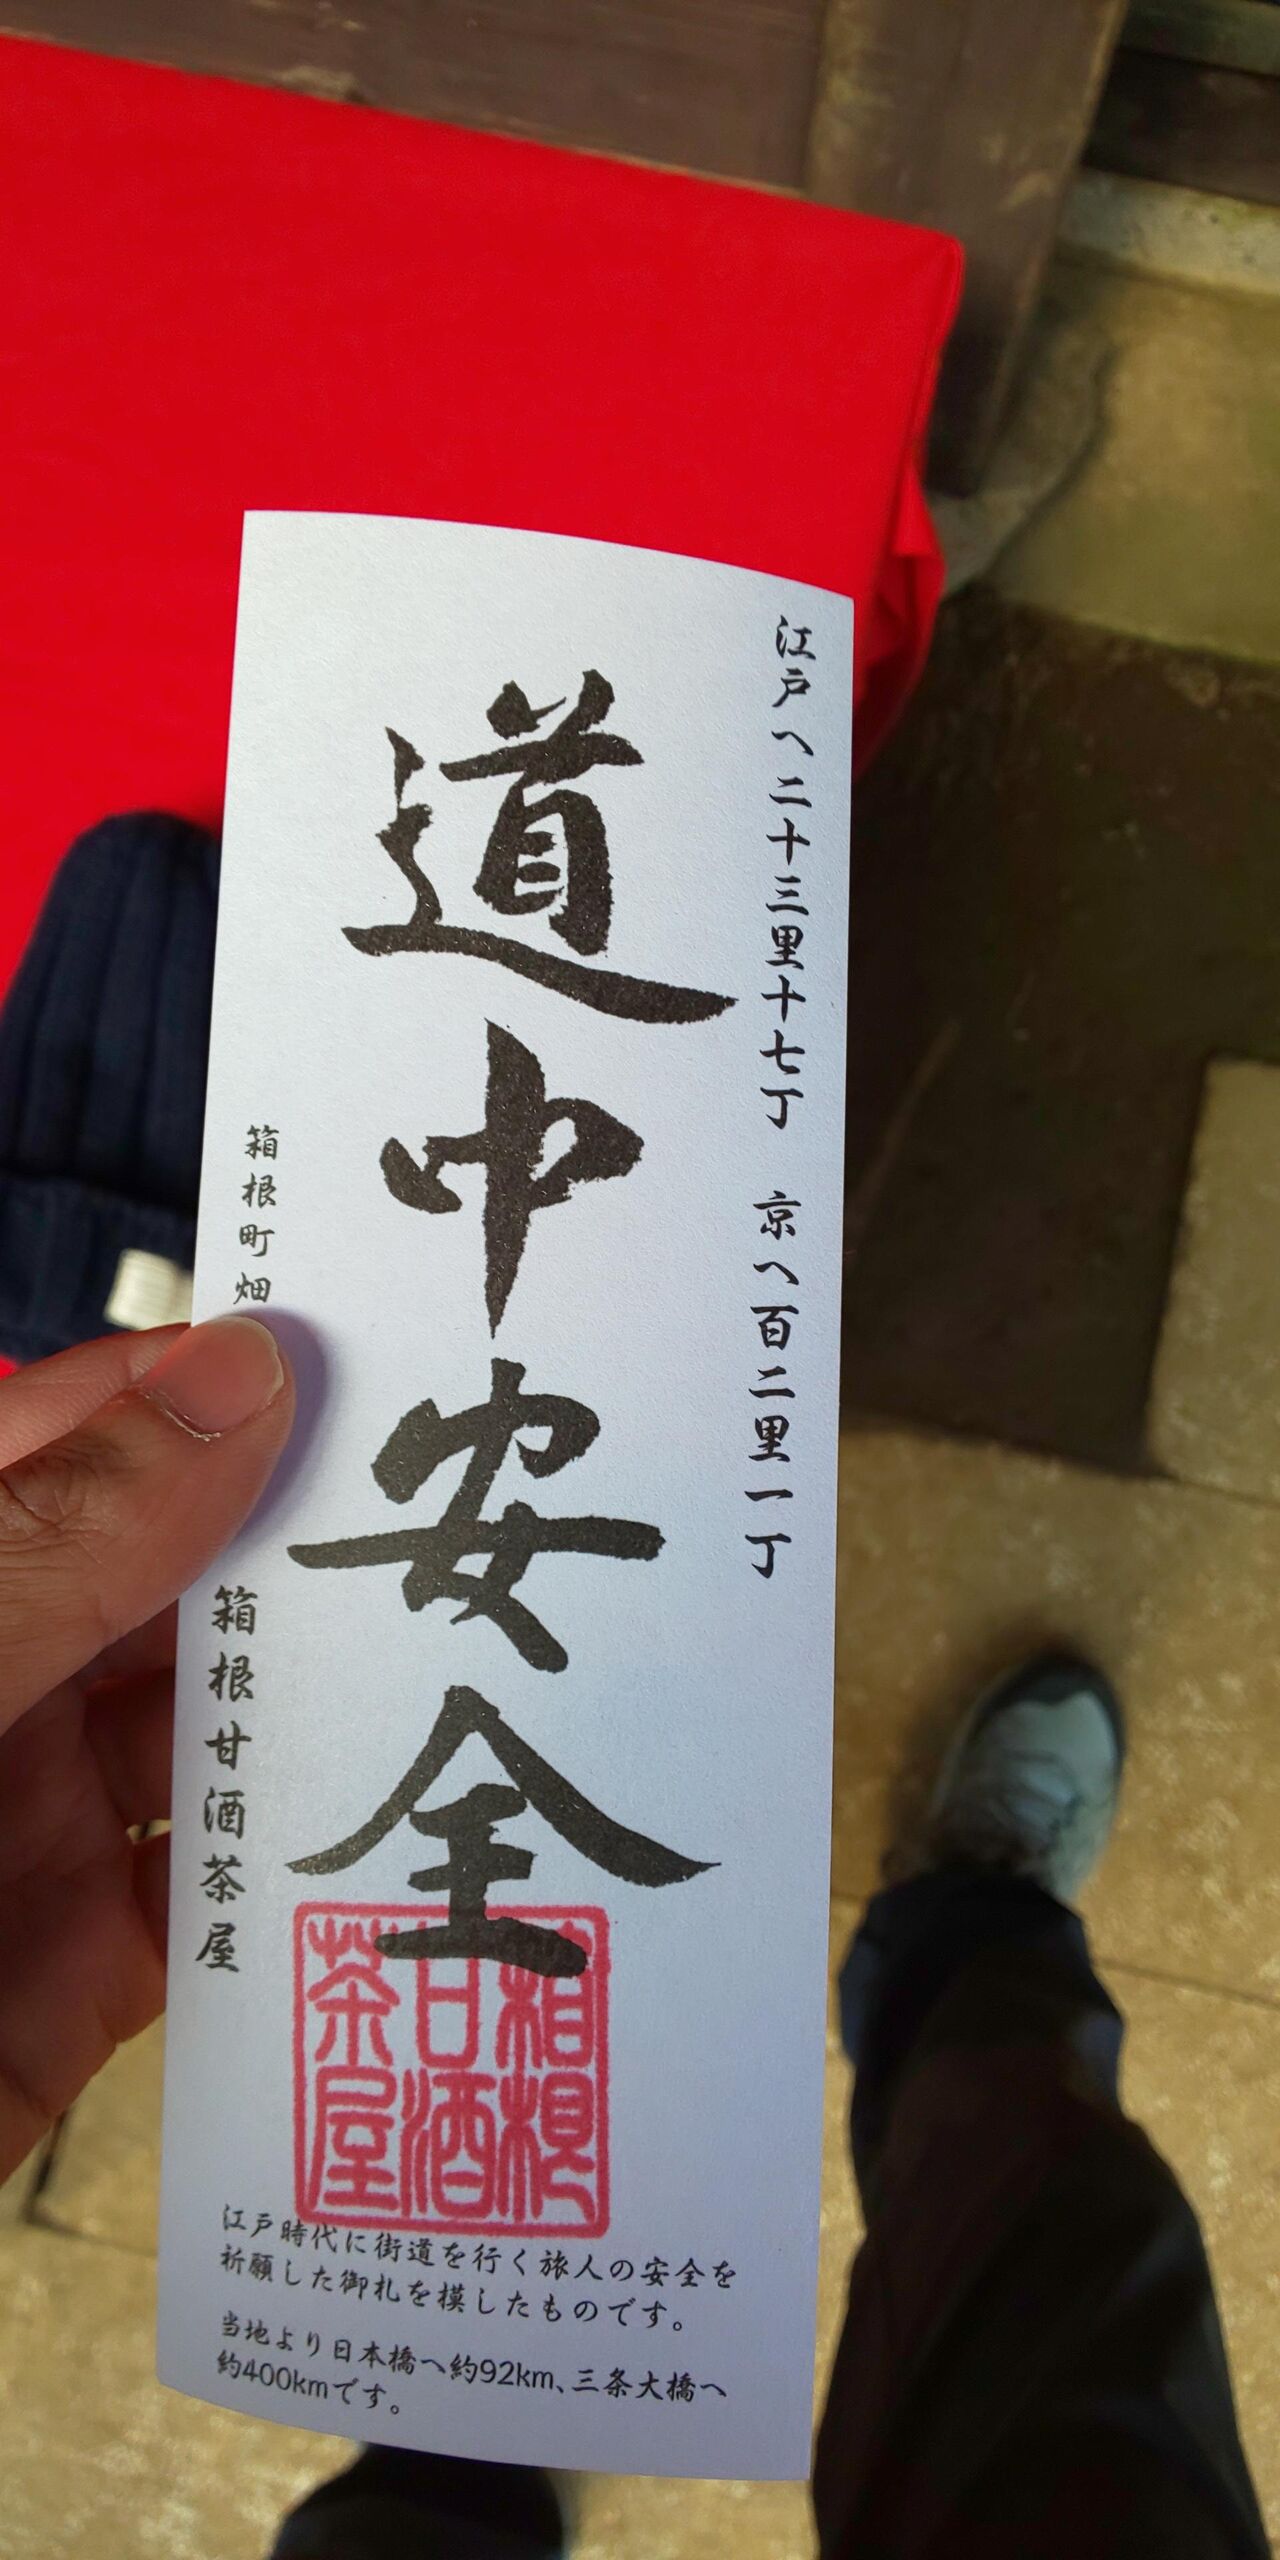 江戸へ二十三里十七丁　京へ百二里一丁
道中安全
箱根町畑
箱根甘酒茶屋
相根
甘酒
茶屋
江戸時代に街道を行く旅人の安全を
祈願した御札を模したものです。
当地より日本橋へ約92km、三条大橋へ
約400kmです。